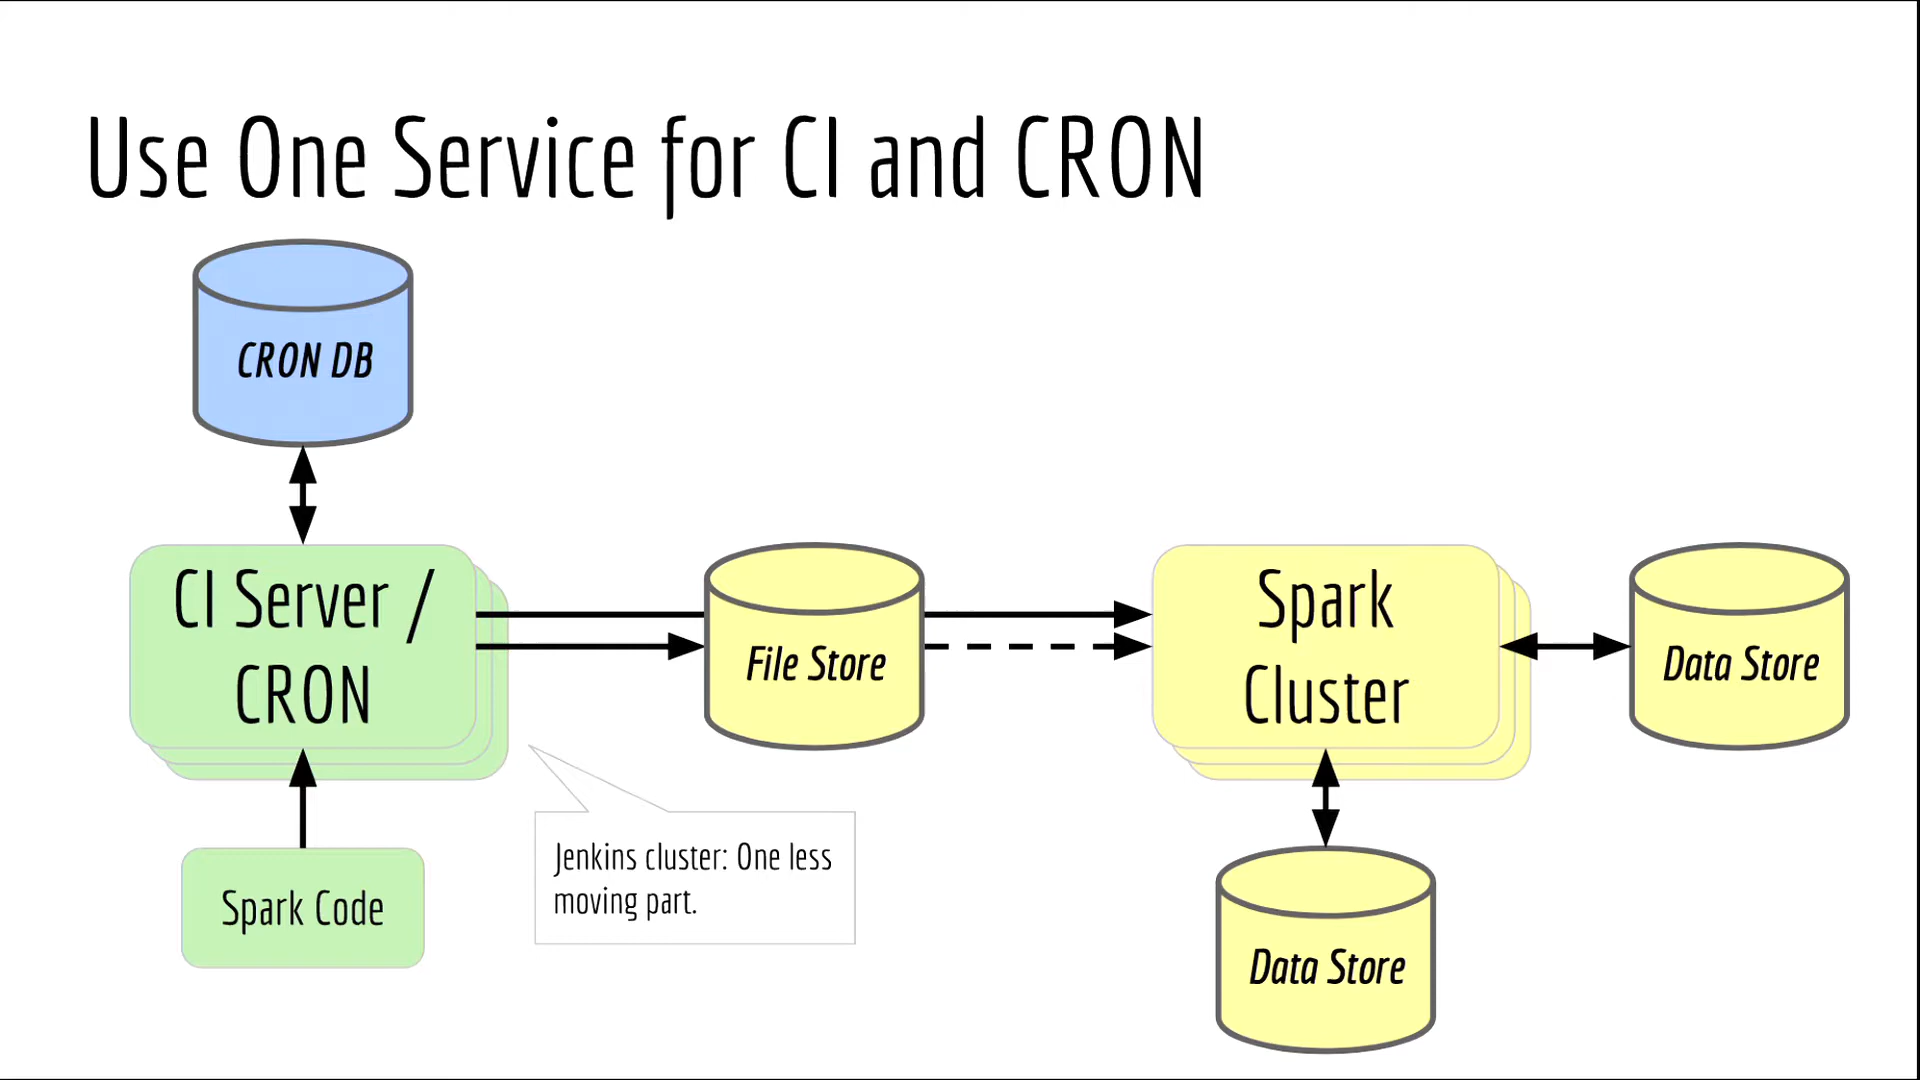 Use One Service for CI and CRON
CRON DB
CI Server /
CRON
File Store
Spark
Cluster
Data Store
Jenkins cluster: One less
moving part.
Spark Code
Data Store